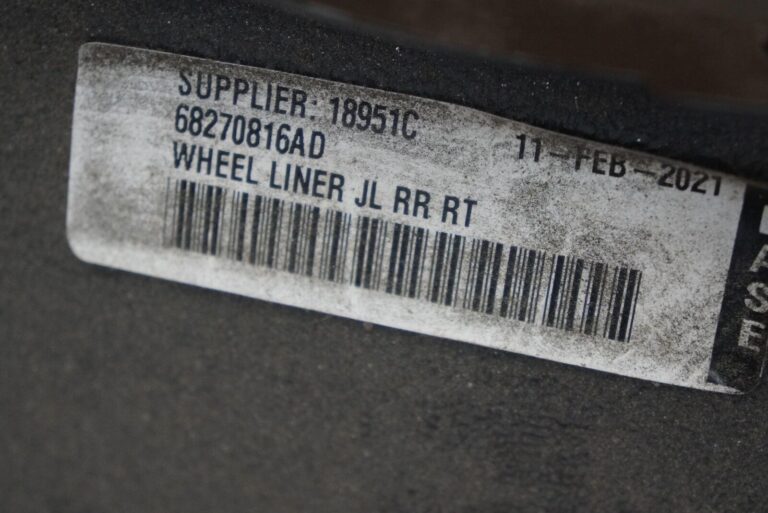 SUPPLIER: 18951C
11-FEB-2021
68270816AD
WHEEL LINER JL RR RT